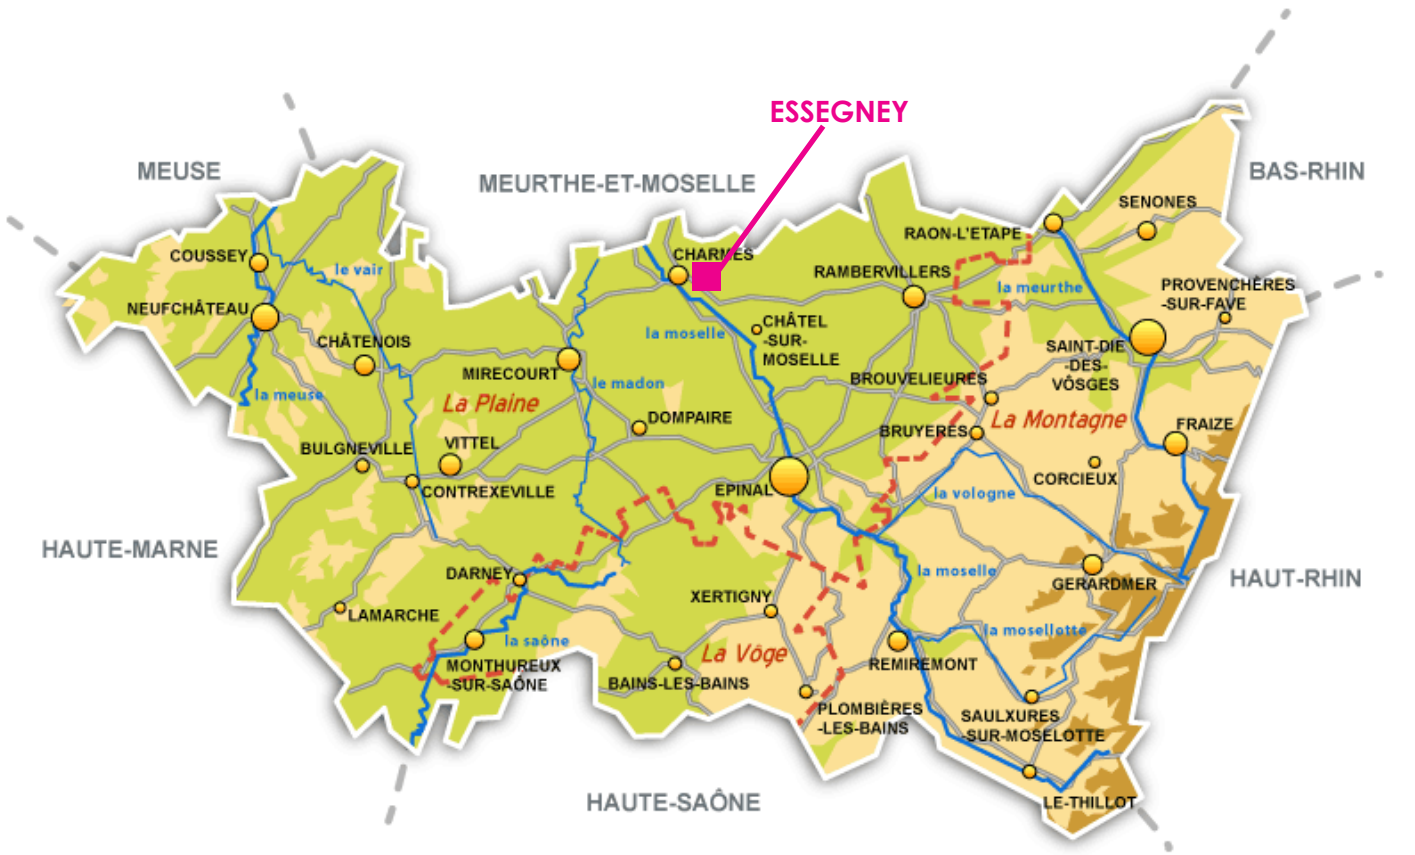 ESSEGNEY
MEUSE
MEURTHE-ET-MOSELLE
BAS-RHIN
SENONES
RAON-L'ETAPE
COUSSEY
CHARMES
le vair
RAMBERVILLERS
la meurthe
PROVENCHÈRES
-SUR-FAVE
NEUFCHÂTEAU
CHÂTENOIS
la moselle
CHÂTEL
-SUR-
MOSELLE
SAINT-DIE
-DES-
VÔSGES
MIRECOURT
le madon
BROUVELIEURES
la meuse
La Plaine
DOMPAIRE
La Montagne
BRUYERES
FRAIZE
BULGNEVILLE
VITTEL
CORCIEUX
CONTREXEVILLE
EPINAL
la vologne
HAUTE-MARNE
DARNEY
la moselle
GERARDMER
HAUT-RHIN
XERTIGNY
LAMARCHE
la saône
La Vôge
la mosellotte
MONTHUREUX
-SUR-SAÔNE
REMIREMONT
BAINS-LES-BAINS
PLOMBIÈRES
-LES-BAINS
SAULXURES
-SUR-MOSELOTTE
HAUTE-SAÔNE
LE-THILLOT